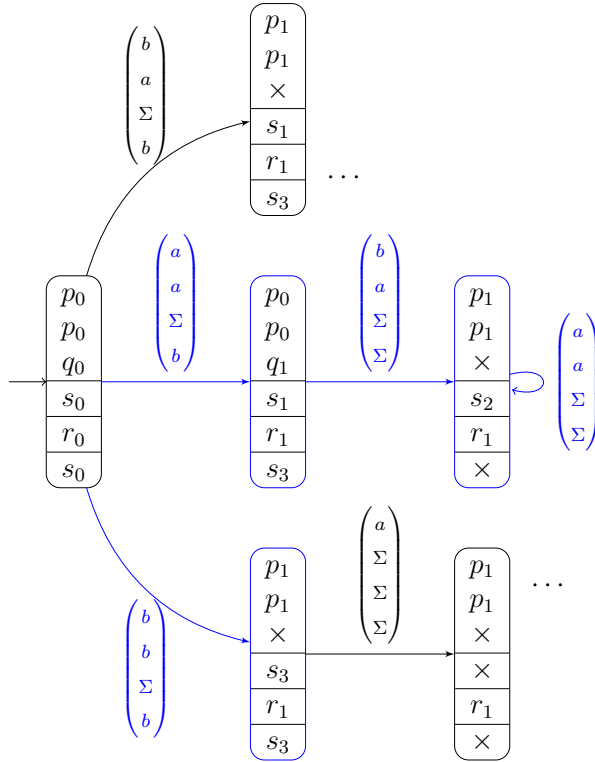 b
a
Σ
b
p₁
p₁
×
s₁
r₁
s₃
...
a
a
Σ
b
b
a
Σ
Σ
p₀
p₀
q₀
s₀
r₀
s₀
p₀
p₀
q₁
s₁
r₁
s₃
p₁
p₁
×
s₂
r₁
×
a
a
Σ
Σ
b
b
Σ
b
p₁
p₁
×
s₃
r₁
s₃
a
Σ
Σ
Σ
p₁
p₁
×
×
r₁
×
...